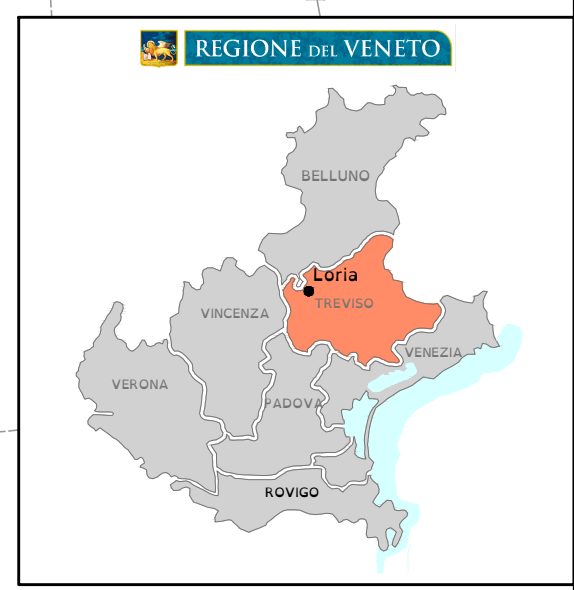 REGIONE DEL VENETO
BELLUNO
Loria
TREVISO
VINCENZA
VENEZIA
VERONA
PADOVA
ROVIGO